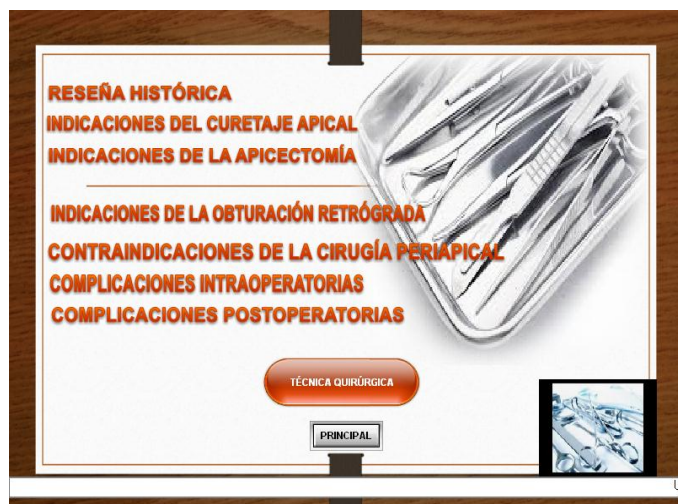 RESEÑA HISTÓRICA
INDICACIONES DEL CURETAJE APICAL
INDICACIONES DE LA APICECTOMÍA
INDICACIONES DE LA OBTURACIÓN RETRÓGRADA
CONTRAINDICACIONES DE LA CIRUGÍA PERIAPICAL
COMPLICACIONES INTRAOPERATORIAS
COMPLICACIONES POSTOPERATORIAS
TÉCNICA QUIRÚRGICA
PRINCIPAL